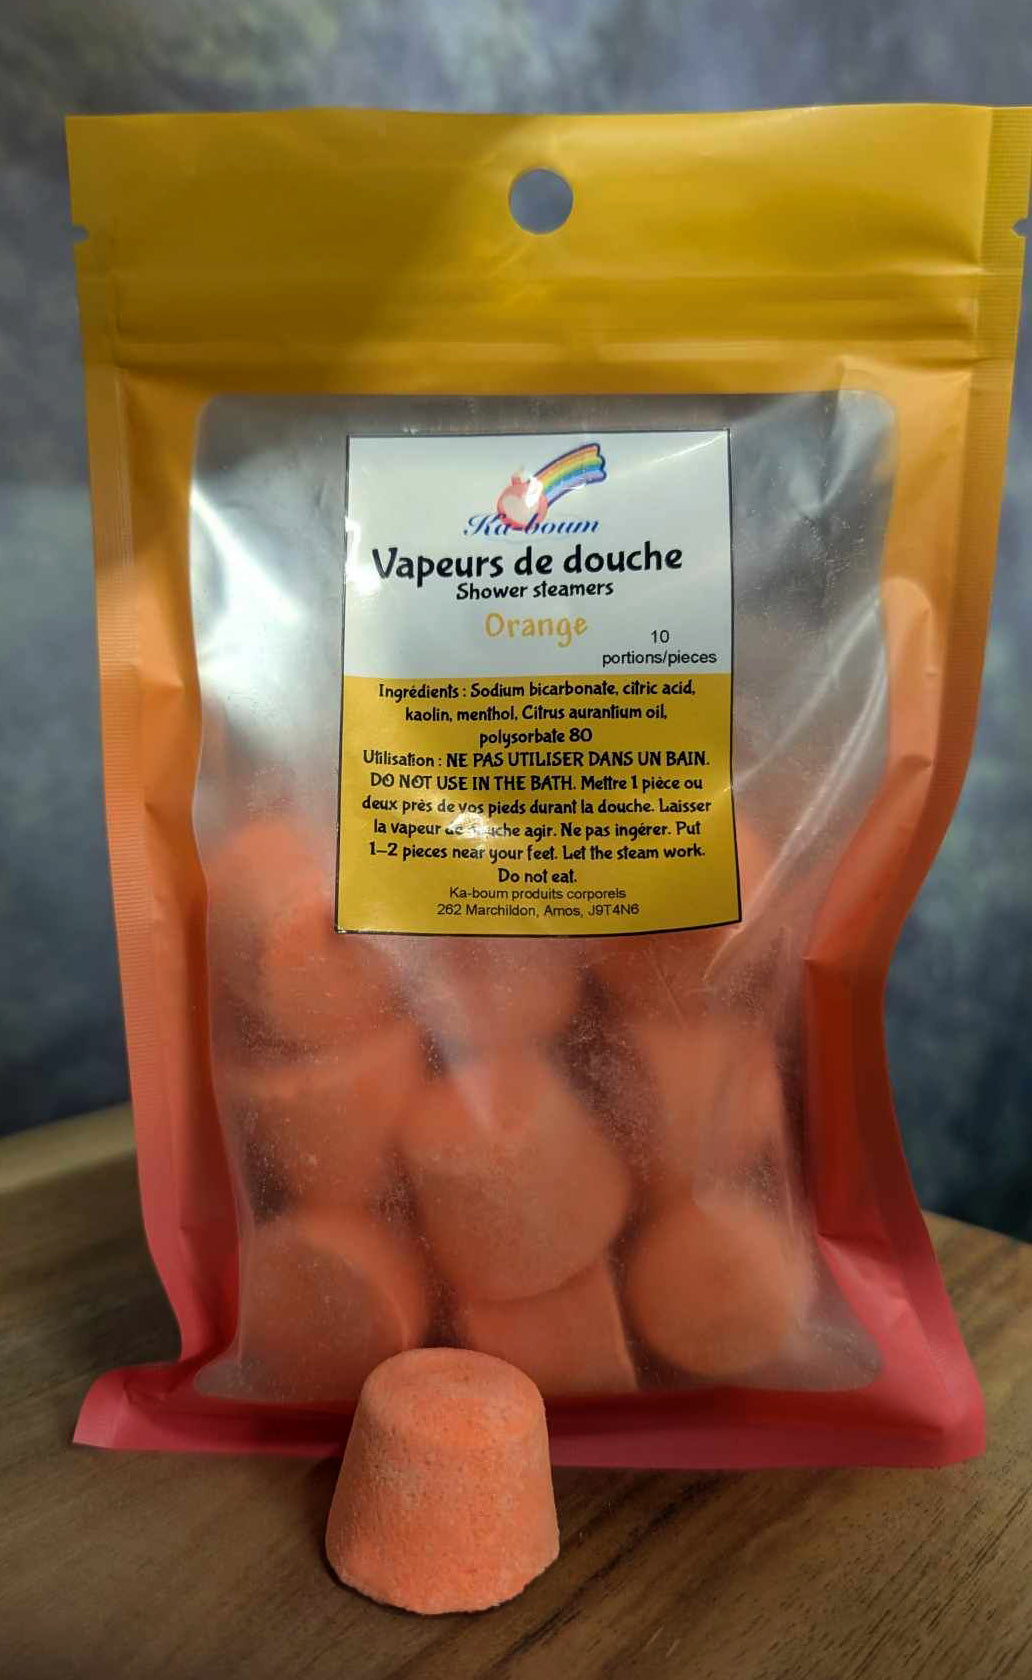 Ka-boum
Vapeurs de douche
Shower steamers
Orange
10
portions/pieces
Ingrédients : Sodium bicarbonate, citric acid,
kaolin, menthol, Citrus aurantium oil,
polysorbate 80
Utilisation : NE PAS UTILISER DANS UN BAIN.
DO NOT USE IN THE BATH. Mettre 1 pièce ou
deux près de vos pieds durant la douche. Laisser
la vapeur de douche agir. Ne pas ingérer. Put
1–2 pieces near your feet. Let the steam work.
Do not eat.
Ka-boum produits corporels
262 Marchildon, Amos, J9T4N6